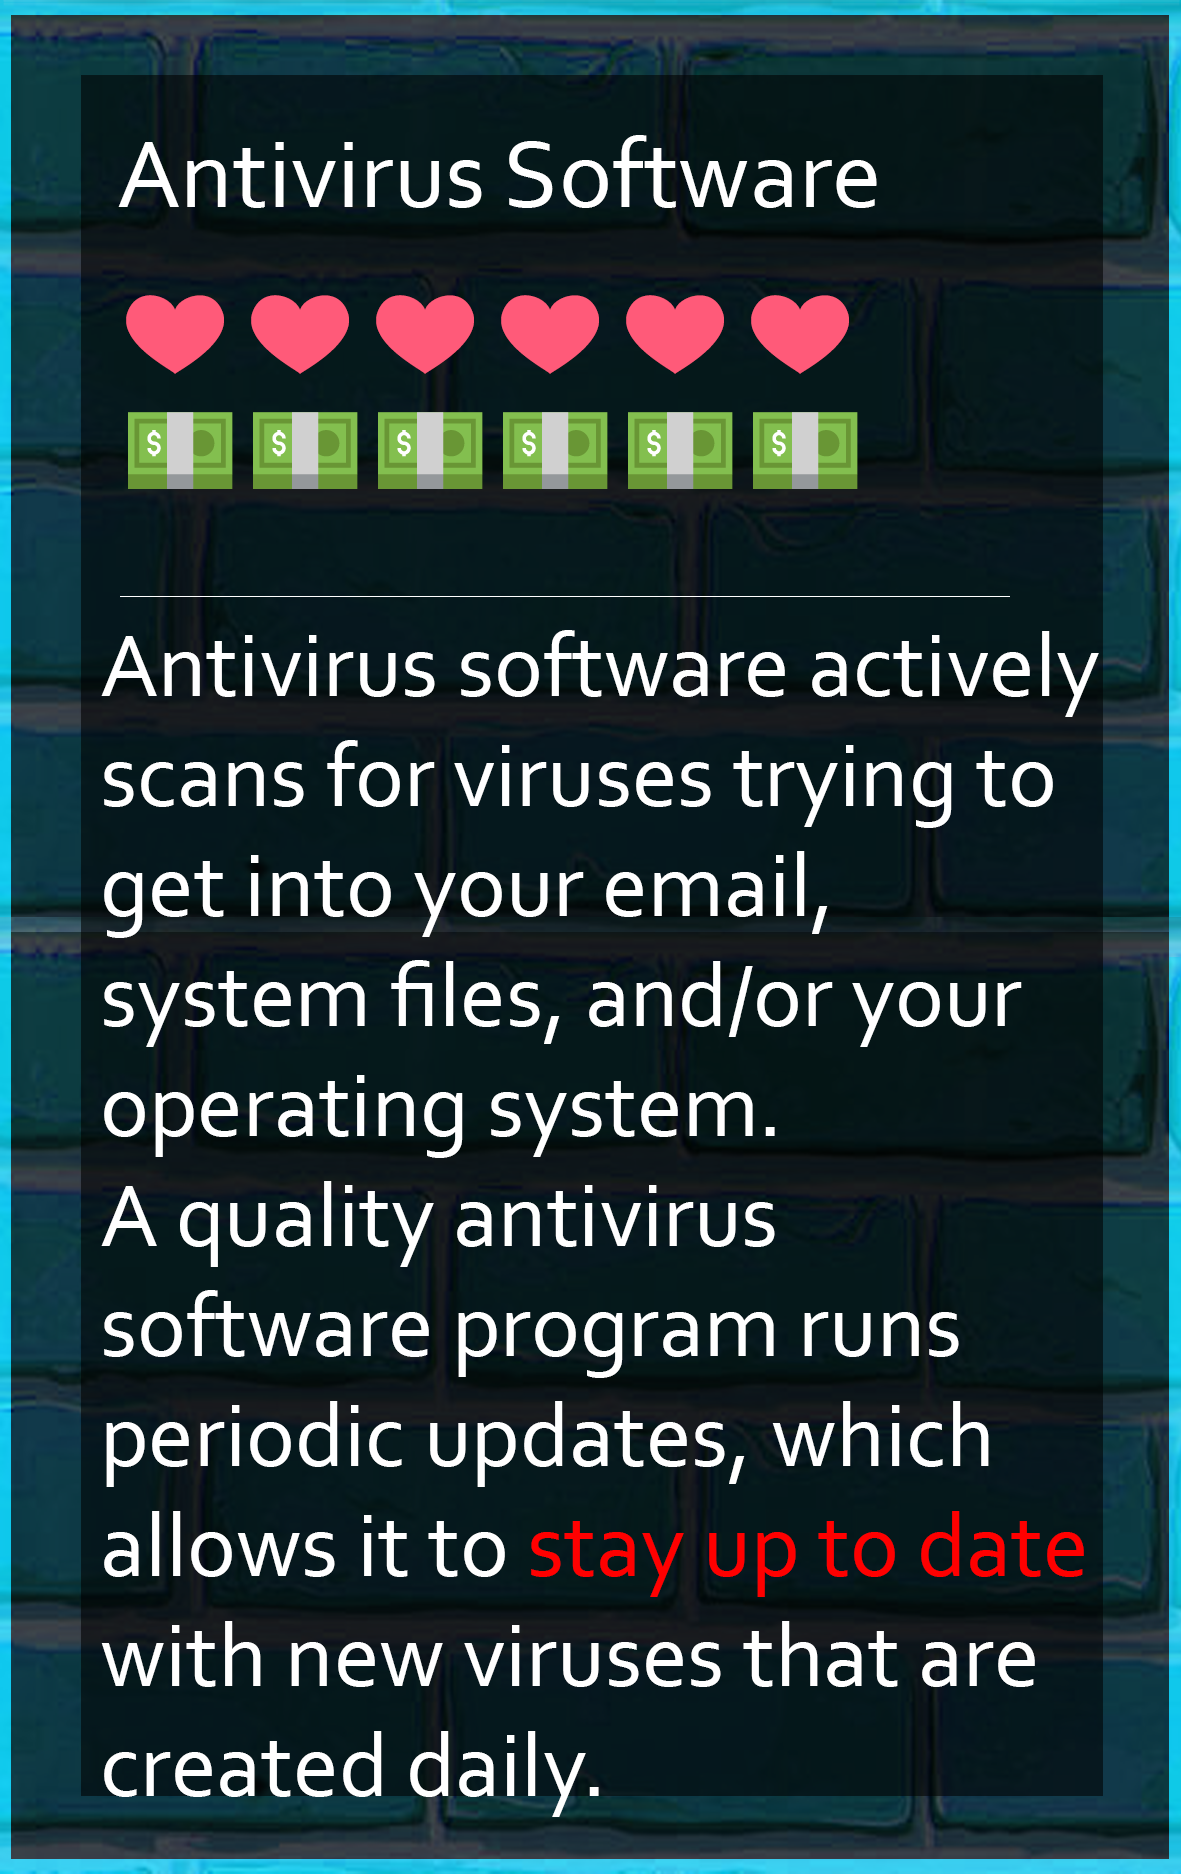 Antivirus Software
$ $ $ $ $ $
Antivirus software actively
scans for viruses trying to
get into your email,
system files, and/or your
operating system.
A quality antivirus
software program runs
periodic updates, which
allows it to stay up to date
with new viruses that are
created daily.